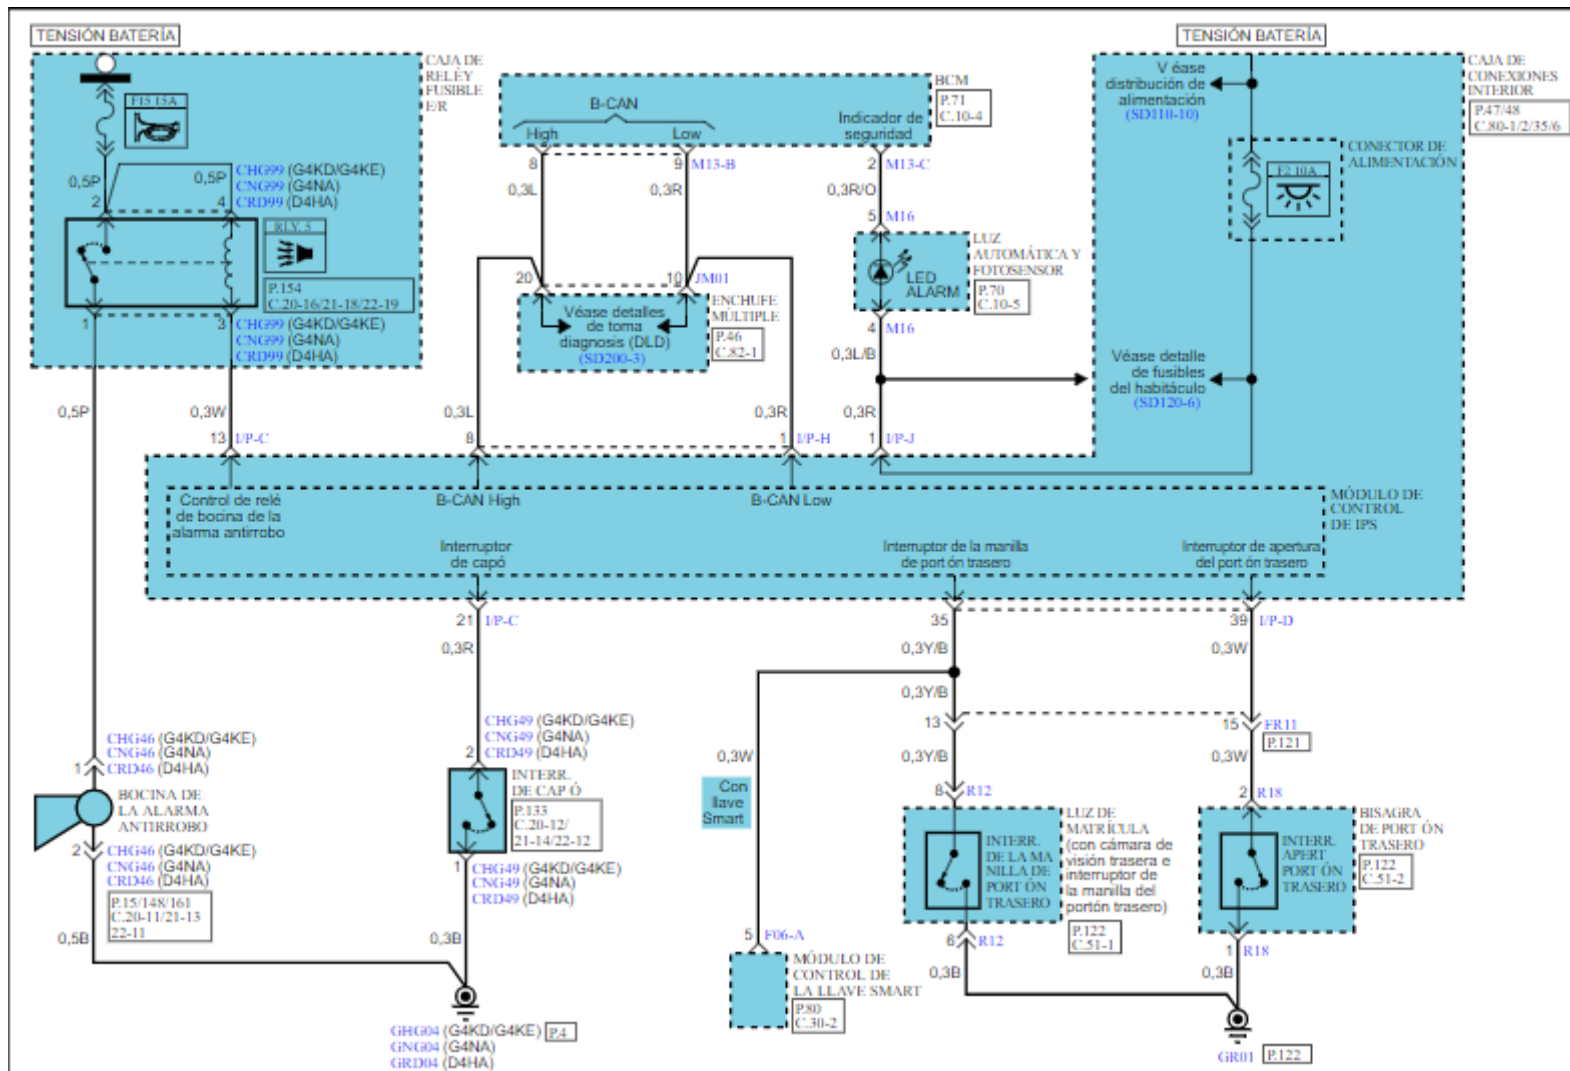 TENSIÓN BATERÍA
CAJA DE
RELÉY
FUSIBLE
E/R
F15 15A
0,5P
0,5P
CHG99 (G4KD/G4KE)
CNG99 (G4NA)
CRD99 (D4HA)
2
4
RLY. 5
P.154
C.20-16/21-18/22-19
1
3
CHG99 (G4KD/G4KE)
CNG99 (G4NA)
CRD99 (D4HA)
0,5P
0,3W
13
I/P-C
BCM
P.71
C.10-4
B-CAN
High
Low
Indicador de
seguridad
8
9
M13-B
2
M13-C
0,3L
0,3R
0,3R/O
5
M16
LUZ
AUTOMÁTICA Y
FOTOSENSOR
P.70
C.10-5
LED
ALARM
20
10
JM01
ENCHUFE
MÚLTIPLE
P.46
C.82-1
Véase detalles
de toma
diagnosis (DLD)
(SD200-3)
4
M16
0,3L/B
0,3L
0,3R
0,3R
8
1
I/P-H
1
I/P-J
TENSIÓN BATERÍA
V éase
distribución de
alimentación
(SD110-10)
CAJA DE
CONEXIONES
INTERIOR
P.47/48
C.80-1/2/35/6
CONECTOR DE
ALIMENTACIÓN
F2 10A
Véase detalle
de fusibles
del habitáculo
(SD120-6)
Control de relé
de bocina de la
alarma antirrobo
B-CAN High
B-CAN Low
MÓDULO DE
CONTROL
DE IPS
Interruptor
de capó
Interruptor de la manilla
de port ón trasero
Interruptor de apertura
del port ón trasero
21
I/P-C
35
39
I/P-D
0,3R
0,3Y/B
0,3W
0,3Y/B
CHG49 (G4KD/G4KE)
CNG49 (G4NA)
CRD49 (D4HA)
2
13
15
FR11
P.121
CHG46 (G4KD/G4KE)
CNG46 (G4NA)
CRD46 (D4HA)
1
0,3W
0,3Y/B
0,3W
INTERR.
DE CAP Ó
P.133
C.20-12/
21-14/22-12
Con
llave
Smart
8
R12
2
R18
BOCINA DE
LA ALARMA
ANTIRROBO
LUZ DE
MATRÍCULA
(con cámara de
visión trasera e
interruptor de
la manilla del
portón trasero)
P.122
C.51-1
INTERR.
DE LA MA
NILLA DE
PORT ÓN
TRASERO
INTERR.
APERT
PORT ÓN
TRASERO
BISAGRA
DE PORT ÓN
TRASERO
P.122
C.51-2
2
CHG46 (G4KD/G4KE)
CNG46 (G4NA)
CRD46 (D4HA)
P.15/148/161
C.20-11/21-13
22-11
1
CHG49 (G4KD/G4KE)
CNG49 (G4NA)
CRD49 (D4HA)
0,5B
0,3B
5
F06-A
6
R12
1
R18
MÓDULO DE
CONTROL DE
LA LLAVE SMART
P.80
C.30-2
0,3B
0,3B
GHG04 (G4KD/G4KE)
P.4
GNG04 (G4NA)
GRD04 (D4HA)
GR01
P.122